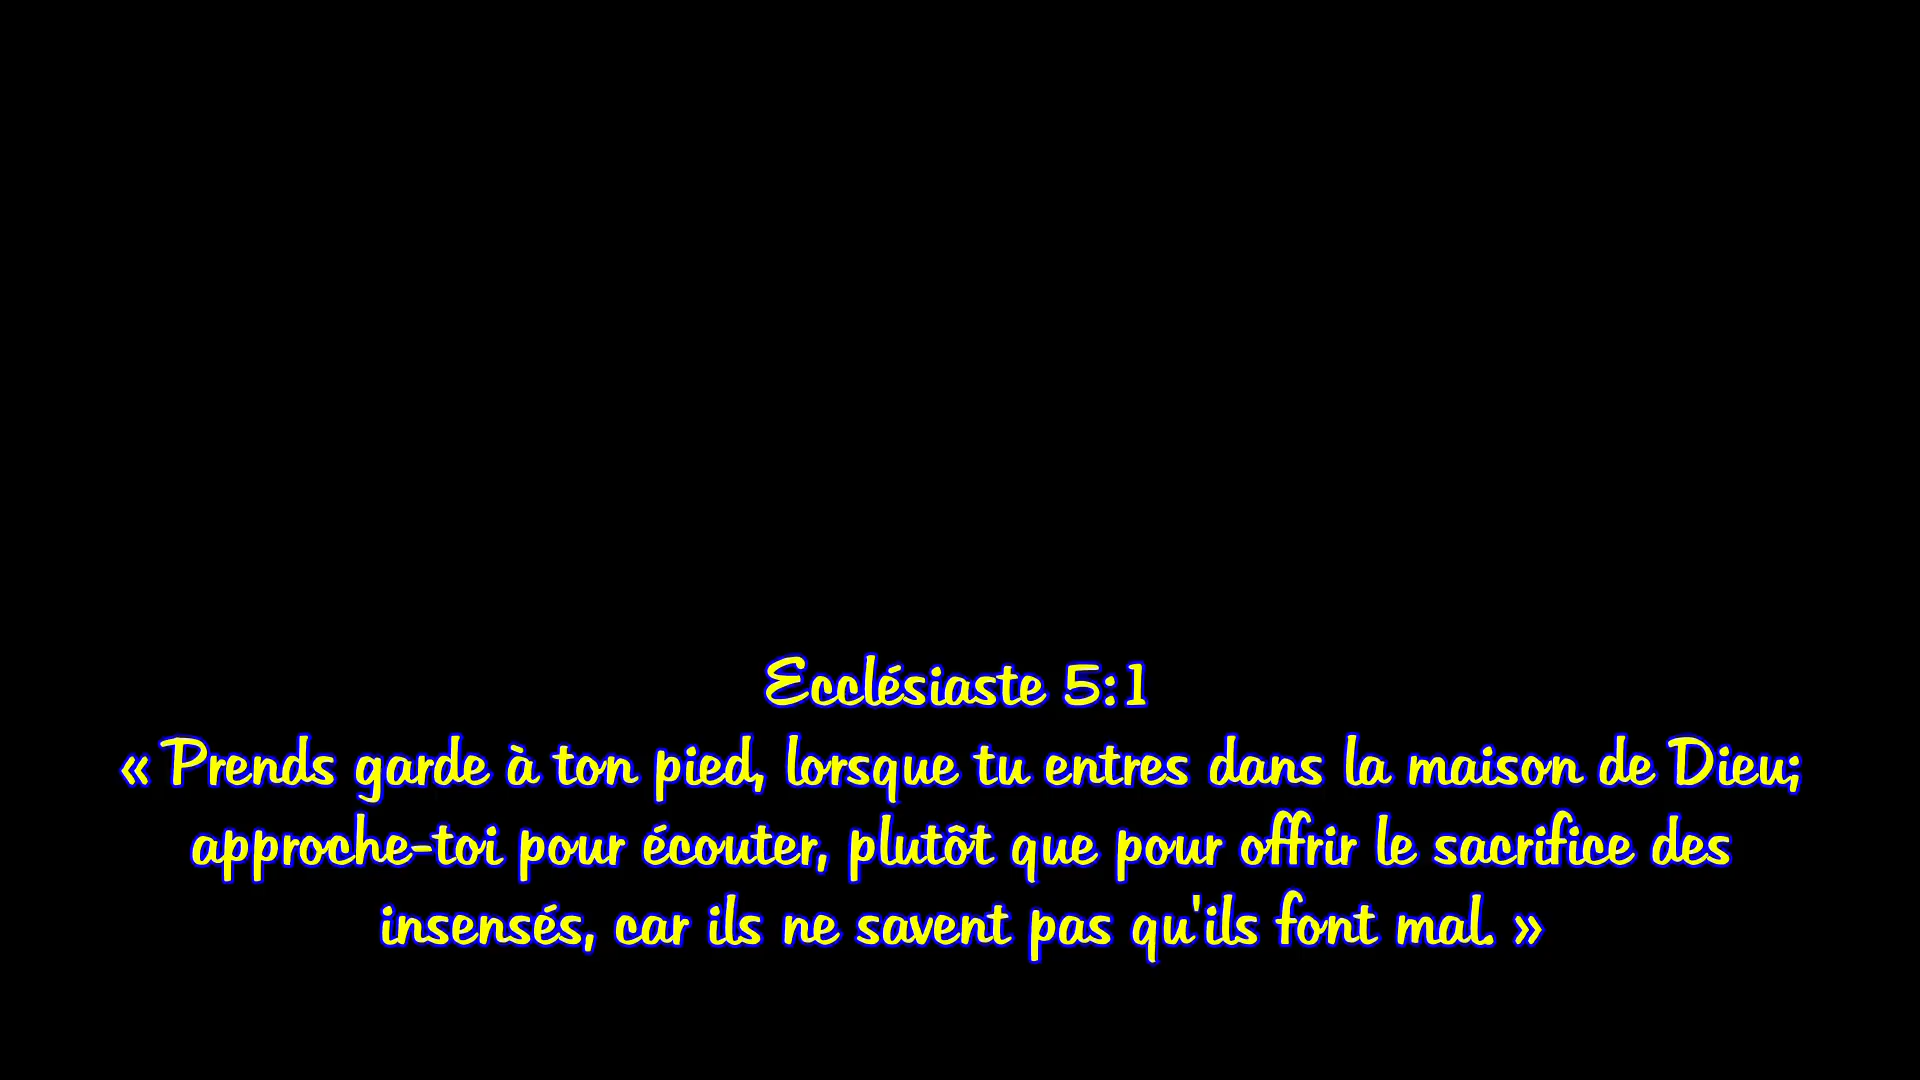 Ecclésiaste 5:1
« Prends garde à ton pied, lorsque tu entres dans la maison de Dieu;
approche-toi pour écouter, plutôt que pour offrir le sacrifice des
insensés, car ils ne savent pas qu'ils font mal. »